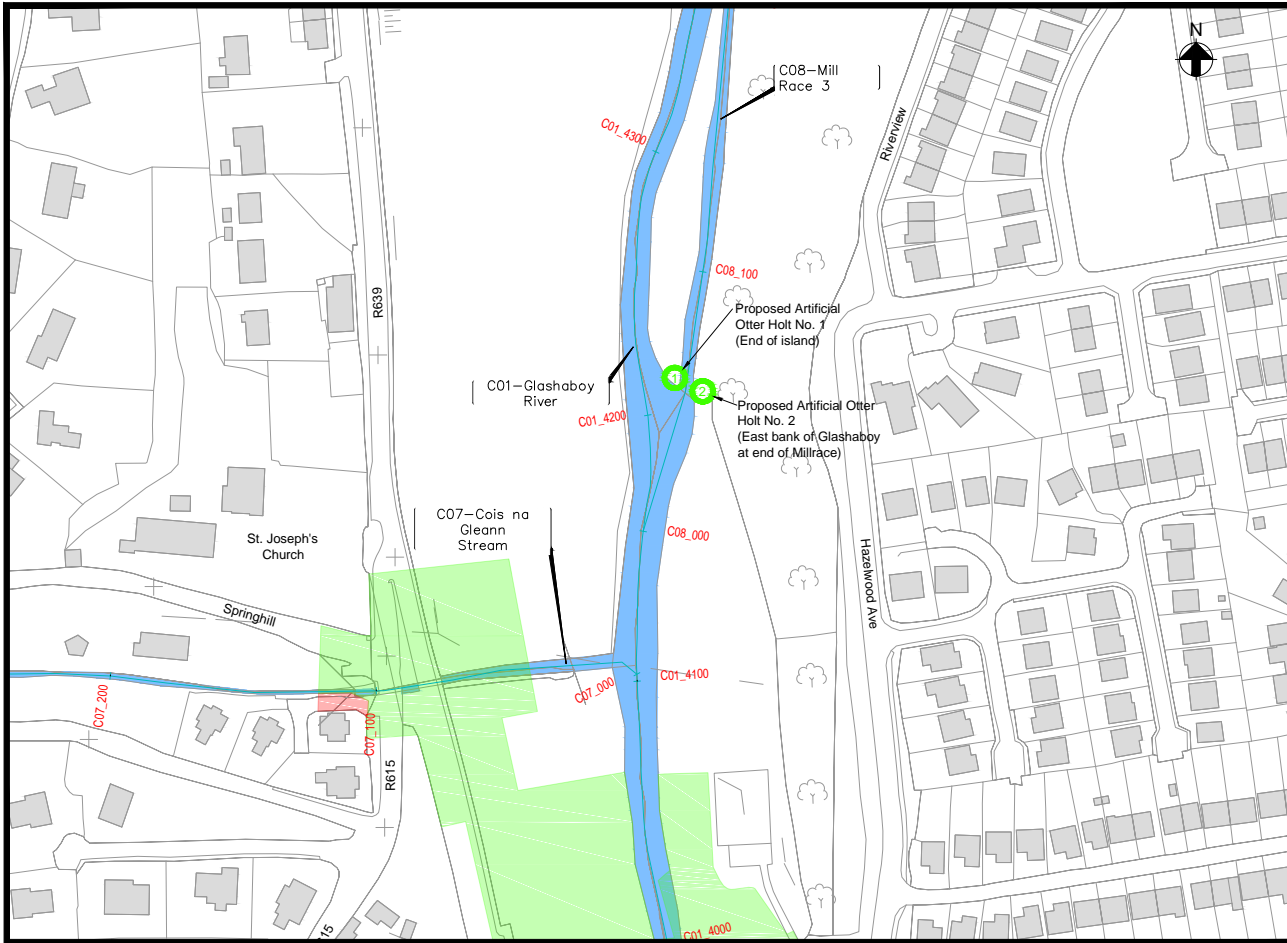 N
C08-Mill
Race 3
C01_4300
Riverview
C08_100
R639
Proposed Artificial
Otter Holt No. 1
(End of island)
1
2
C01-Glashaboy
River
C01_4200
Proposed Artificial Otter
Holt No. 2
(East bank of Glashaboy
at end of Millrace)
C07-Cois na
Gleann
Stream
St. Joseph's
Church
C08_000
Hazelwood Ave
Springhill
C07_000
C01_4100
C07_200
C07_100
R615
C01_4000